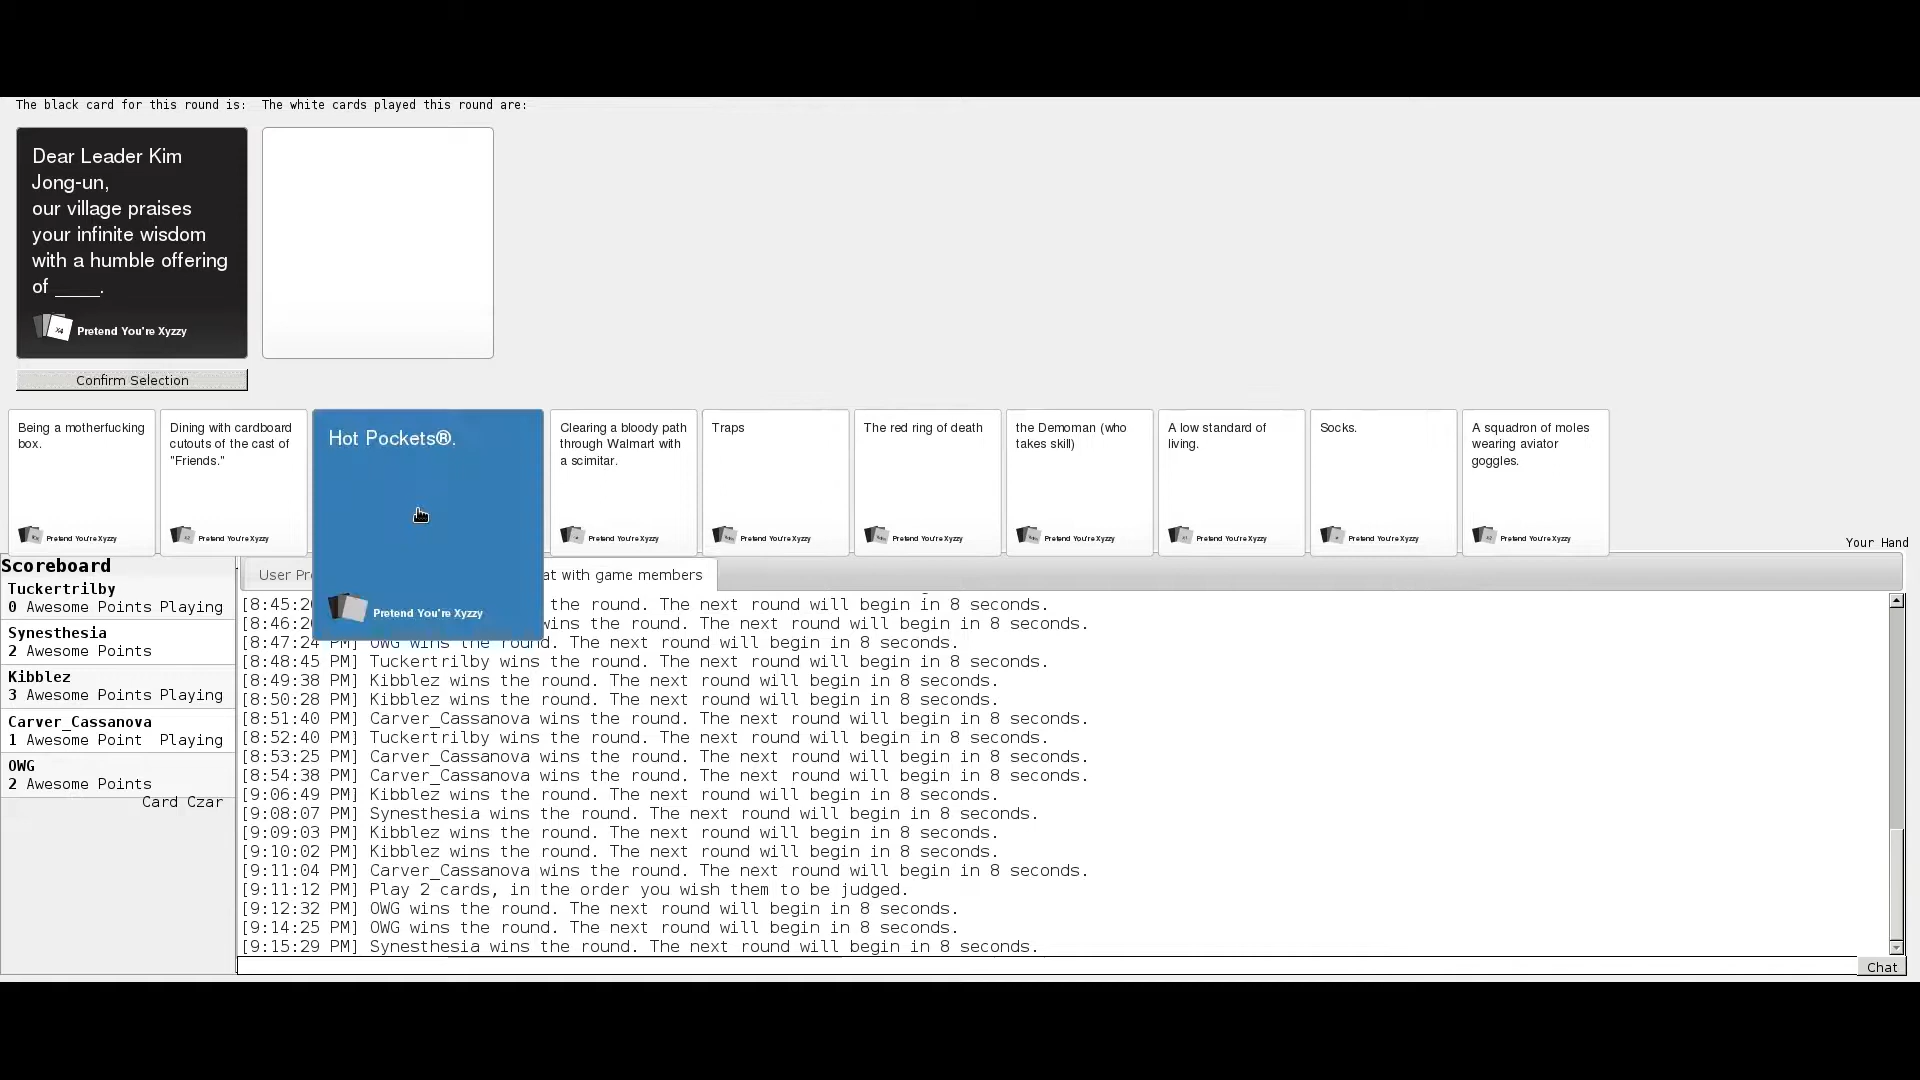 The black card for this round is:
The white cards played this round are:
Dear Leader Kim
Jong-un,
our village praises
your infinite wisdom
with a humble offering
of ____.
X4
Pretend You're Xyzzy
Confirm Selection
Being a motherfucking
box.
Pretend You're Xyzzy
Dining with cardboard
cutouts of the cast of
"Friends."
Pretend You're Xyzzy
Hot Pockets®.
Pretend You're Xyzzy
Clearing a bloody path
through Walmart with
a scimitar.
Pretend You're Xyzzy
Traps
Pretend You're Xyzzy
The red ring of death
Pretend You're Xyzzy
the Demoman (who
takes skill)
Pretend You're Xyzzy
A low standard of
living.
Pretend You're Xyzzy
Socks.
Pretend You're Xyzzy
A squadron of moles
wearing aviator
goggles.
Pretend You're Xyzzy
Your Hand
Scoreboard
Tuckertrilby
0 Awesome Points Playing
Synesthesia
2 Awesome Points
Kibblez
3 Awesome Points Playing
Carver_Cassanova
1 Awesome Point Playing
OWG
2 Awesome Points
Card Czar
User Pr
at with game members
[8:45:2 the round. The next round will begin in 8 seconds.
[8:46:2 wins the round. The next round will begin in 8 seconds.
[8:47:24 PM] OWG wins the round. The next round will begin in 8 seconds.
[8:48:45 PM] Tuckertrilby wins the round. The next round will begin in 8 seconds.
[8:49:38 PM] Kibblez wins the round. The next round will begin in 8 seconds.
[8:50:28 PM] Kibblez wins the round. The next round will begin in 8 seconds.
[8:51:40 PM] Carver_Cassanova wins the round. The next round will begin in 8 seconds.
[8:52:40 PM] Tuckertrilby wins the round. The next round will begin in 8 seconds.
[8:53:25 PM] Carver_Cassanova wins the round. The next round will begin in 8 seconds.
[8:54:38 PM] Carver_Cassanova wins the round. The next round will begin in 8 seconds.
[9:06:49 PM] Kibblez wins the round. The next round will begin in 8 seconds.
[9:08:07 PM] Synesthesia wins the round. The next round will begin in 8 seconds.
[9:09:03 PM] Kibblez wins the round. The next round will begin in 8 seconds.
[9:10:02 PM] Kibblez wins the round. The next round will begin in 8 seconds.
[9:11:04 PM] Carver_Cassanova wins the round. The next round will begin in 8 seconds.
[9:11:12 PM] Play 2 cards, in the order you wish them to be judged.
[9:12:32 PM] OWG wins the round. The next round will begin in 8 seconds.
[9:14:25 PM] OWG wins the round. The next round will begin in 8 seconds.
[9:15:29 PM] Synesthesia wins the round. The next round will begin in 8 seconds.
Chat